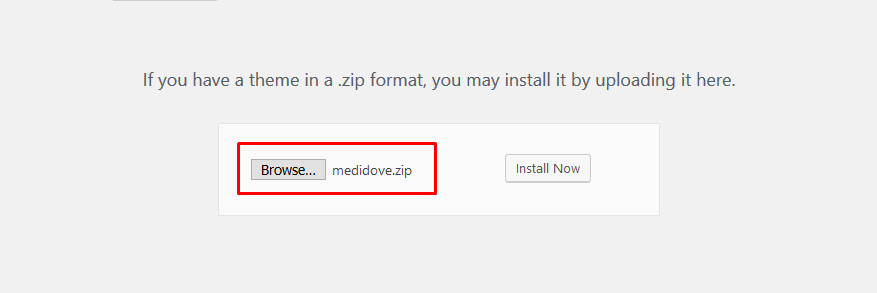 If you have a theme in a .zip format, you may install it by uploading it here.
Browse... medidove.zip Install Now